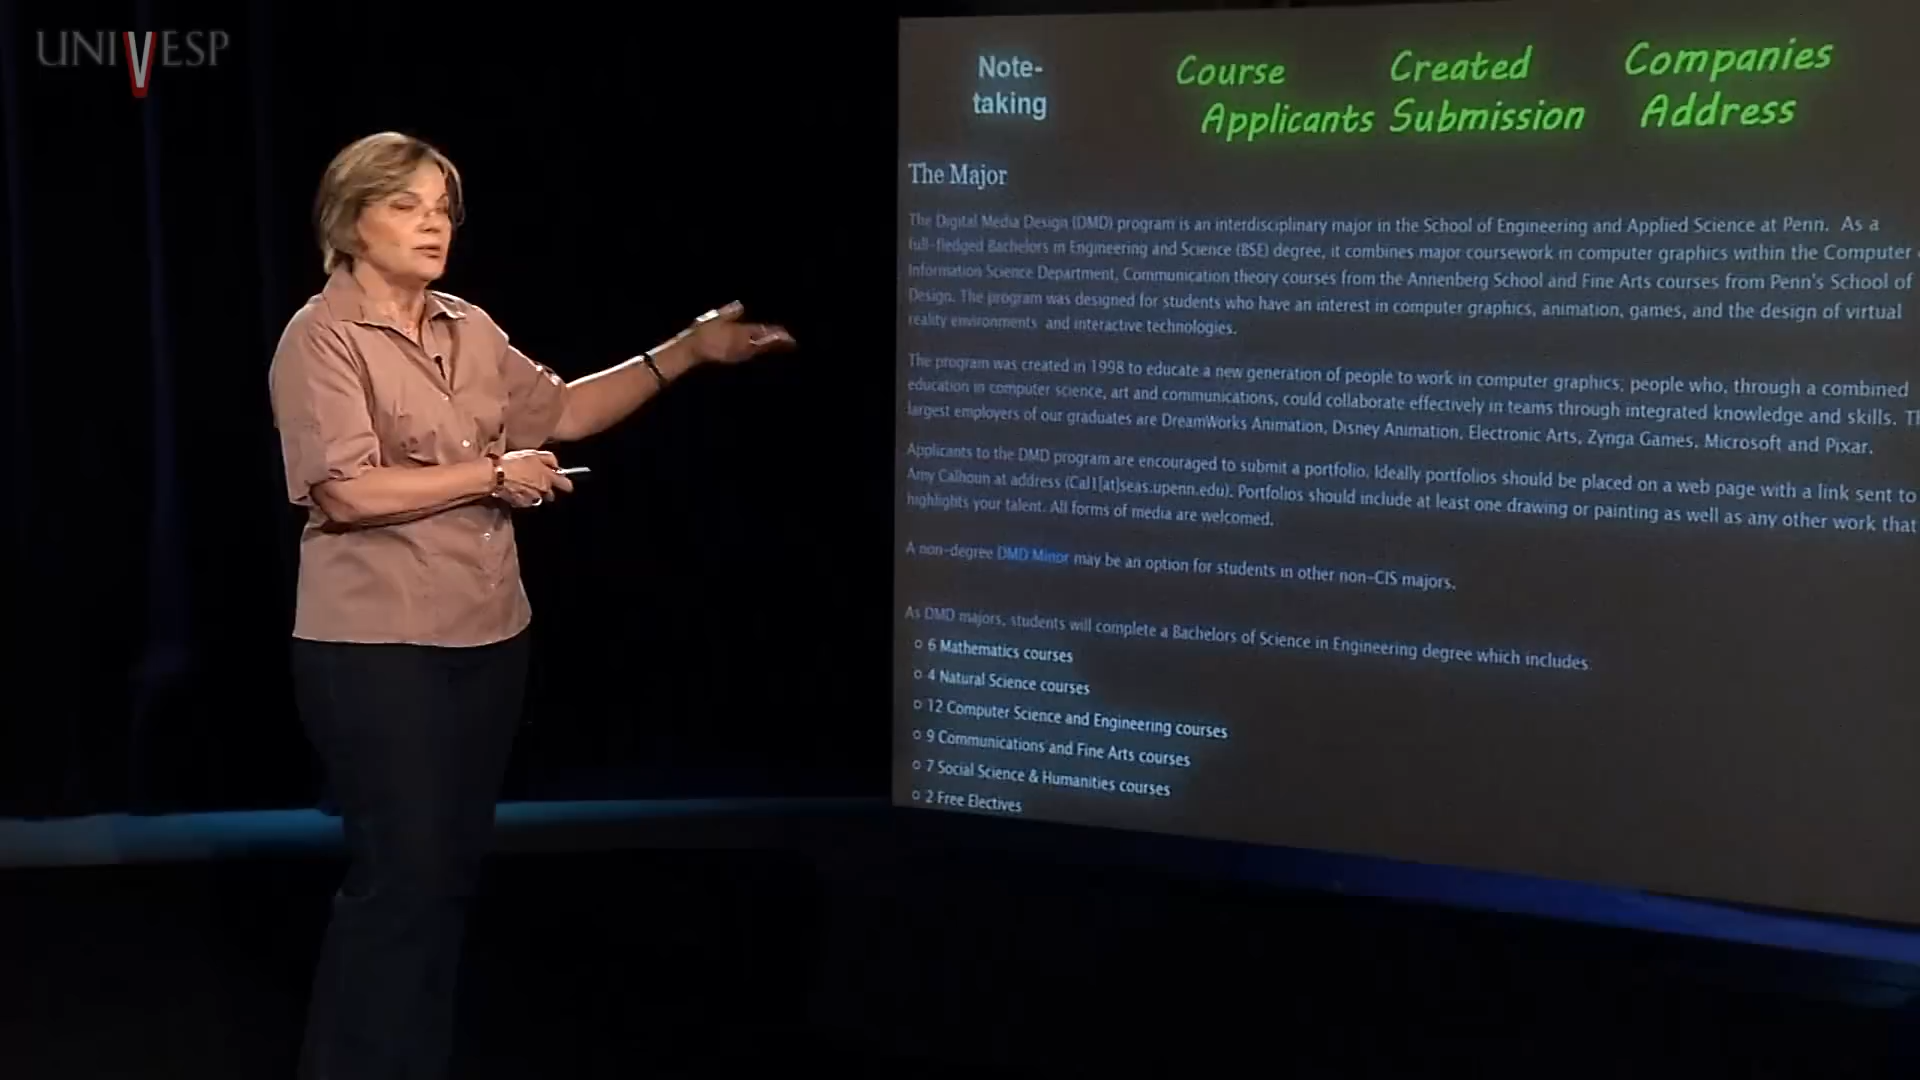 UNIVESP
Note-
taking
Course Created Companies
Applicants Submission Address
The Major
The Digital Media Design (DMD) program is an interdisciplinary major in the School of Engineering and Applied Science at Penn. As a
full-fledged Bachelors in Engineering and Science (BSE) degree, it combines major coursework in computer graphics within the Computer
Information Science Department, Communication theory courses from the Annenberg School and Fine Arts courses from Penn's School of
Design. The program was designed for students who have an interest in computer graphics, animation, games, and the design of virtual
reality environments and interactive technologies.
The program was created in 1998 to educate a new generation of people to work in computer graphics; people who, through a combined
education in computer science, art and communications, could collaborate effectively in teams through integrated knowledge and skills.
largest employers of our graduates are DreamWorks Animation, Disney Animation, Electronic Arts, Zynga Games, Microsoft and Pixar.
Applicants to the DMD program are encouraged to submit a portfolio. Ideally portfolios should be placed on a web page with a link sent to
Amy Calhoun at address (Cal1[at]seas.upenn.edu). Portfolios should include at least one drawing or painting as well as any other work that
highlights your talent. All forms of media are welcomed.
A non-degree DMD Minor may be an option for students in other non-CIS majors.
As DMD majors, students will complete a Bachelors of Science in Engineering degree which includes:
o 6 Mathematics courses
o 4 Natural Science courses
o 12 Computer Science and Engineering courses
o 9 Communications and Fine Arts courses
o 7 Social Science & Humanities courses
o 2 Free Electives